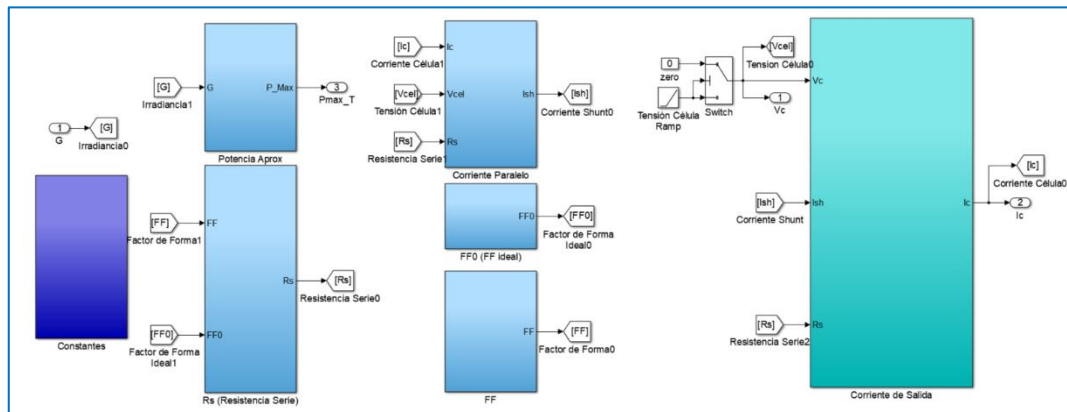 [G]
Irradiancia1
G
P_Max
3
Pmax_T
Potencia Aprox
1
G
[G]
Irradiancia0
Constantes
[FF]
Factor de Forma1
FF
[FF0]
Factor de Forma
Ideal1
FF0
Rs
[Rs]
Resistencia Serie0
Rs (Resistencia Serie)
[Ic]
Corriente Célula1
Ic
[Vcel]
Tensión Célula1
Vcel
[Rs]
Resistencia Serie1
Rs
Ish
[Ish]
Corriente Shunt0
Corriente Paralelo
FF0
[FF0]
Factor de Forma
Ideal0
FF0 (FF ideal)
FF
[FF]
Factor de Forma0
FF
0
zero
Tensión Célula
Ramp
Switch
[Vcel]
Tension Célula0
1
Vc
Vc
[Ish]
Corriente Shunt
Ish
[Rs]
Resistencia Serie2
Rs
Ic
[Ic]
Corriente Célula0
2
Ic
Corriente de Salida